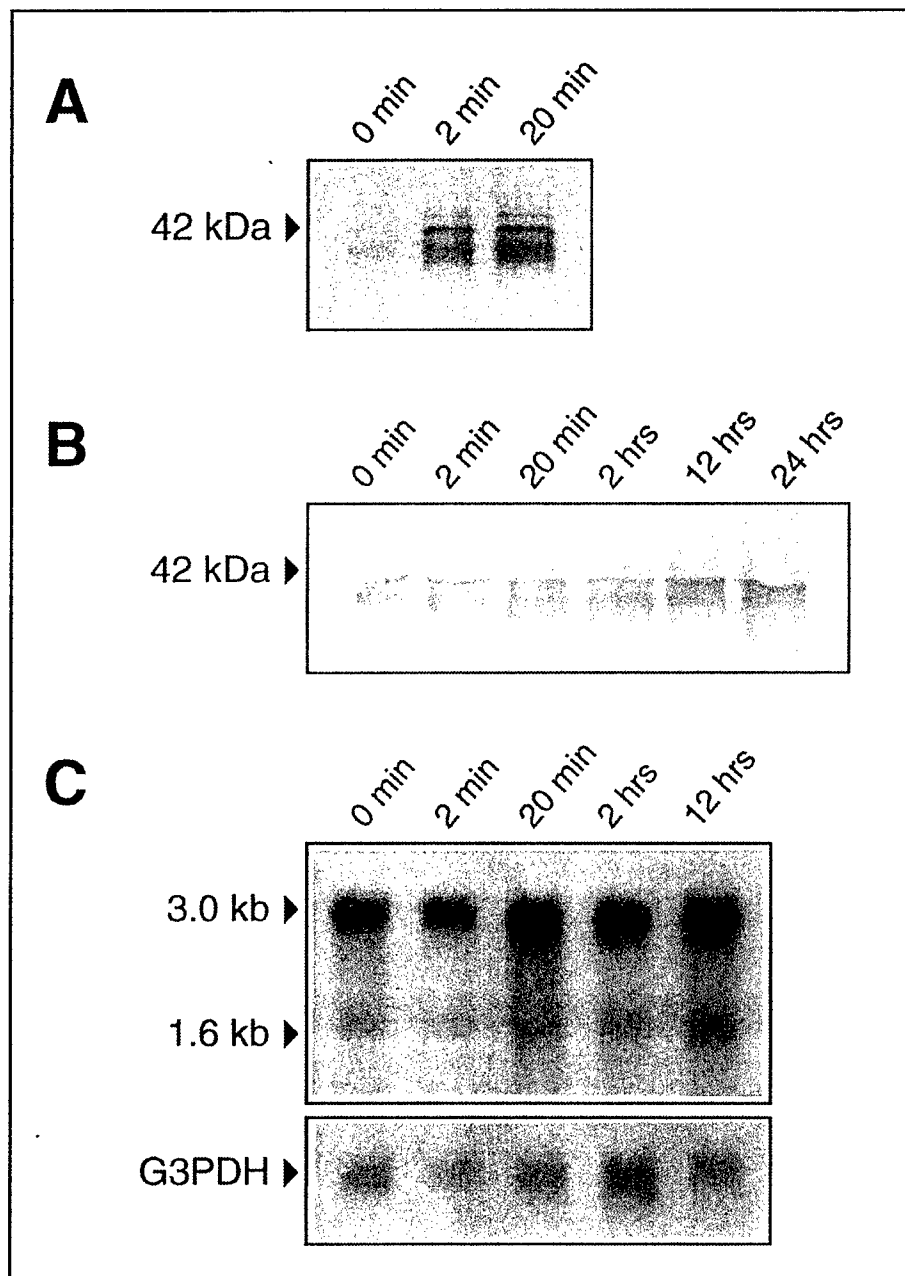 A
0 min 2 min 20 min
42 kDa
B
0 min 2 min 20 min 2 hrs 12 hrs 24 hrs
42 kDa
C
0 min 2 min 20 min 2 hrs 12 hrs
3.0 kb
1.6 kb
G3PDH